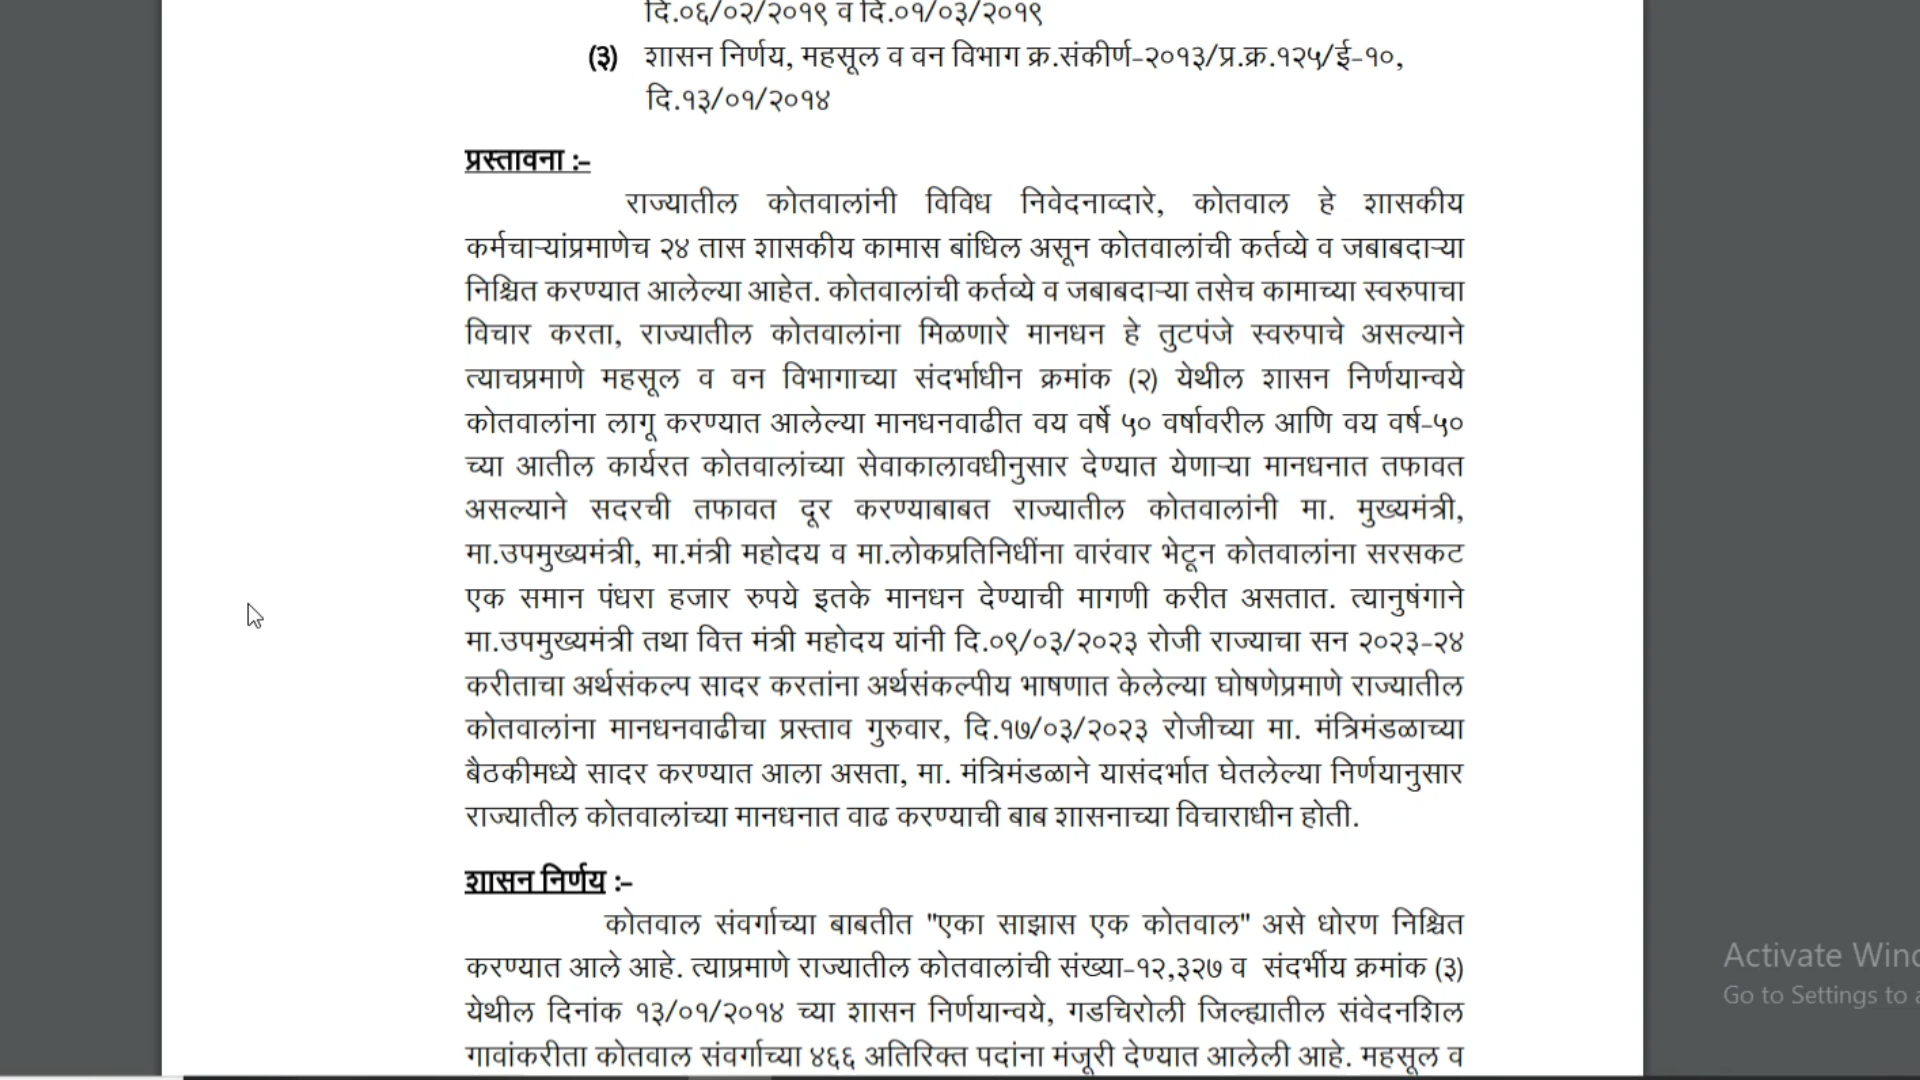 दि.०६/०२/२०१९ व दि.०१/०३/२०१९
(३) शासन निर्णय, महसूल व वन विभाग क्र.संकीर्ण-२०१३/प्र.क्र.१२५/ई-१०,
दि.१३/०१/२०१४
प्रस्तावना :-
राज्यातील कोतवालांनी विविध निवेदनाव्दारे, कोतवाल हे शासकीय
कर्मचाऱ्यांप्रमाणेच २४ तास शासकीय कामास बांधिल असून कोतवालांची कर्तव्ये व जबाबदाऱ्या
निश्चित करण्यात आलेल्या आहेत. कोतवालांची कर्तव्ये व जबाबदाऱ्या तसेच कामाच्या स्वरुपाचा
विचार करता, राज्यातील कोतवालांना मिळणारे मानधन हे तुटपंजे स्वरुपाचे असल्याने
त्याचप्रमाणे महसूल व वन विभागाच्या संदर्भाधीन क्रमांक (२) येथील शासन निर्णयान्वये
कोतवालांना लागू करण्यात आलेल्या मानधनवाढीत वय वर्षे ५० वर्षावरील आणि वय वर्ष-५०
च्या आतील कार्यरत कोतवालांच्या सेवाकालावधीनुसार देण्यात येणाऱ्या मानधनात तफावत
असल्याने सदरची तफावत दूर करण्याबाबत राज्यातील कोतवालांनी मा. मुख्यमंत्री,
मा.उपमुख्यमंत्री, मा.मंत्री महोदय व मा.लोकप्रतिनिधींना वारंवार भेटून कोतवालांना सरसकट
एक समान पंधरा हजार रुपये इतके मानधन देण्याची मागणी करीत असतात. त्यानुषंगाने
मा.उपमुख्यमंत्री तथा वित्त मंत्री महोदय यांनी दि.०९/०३/२०२३ रोजी राज्याचा सन २०२३-२४
करीताचा अर्थसंकल्प सादर करतांना अर्थसंकल्पीय भाषणात केलेल्या घोषणेप्रमाणे राज्यातील
कोतवालांना मानधनवाढीचा प्रस्ताव गुरुवार, दि.१७/०३/२०२३ रोजीच्या मा. मंत्रिमंडळाच्या
बैठकीमध्ये सादर करण्यात आला असता, मा. मंत्रिमंडळाने यासंदर्भात घेतलेल्या निर्णयानुसार
राज्यातील कोतवालांच्या मानधनात वाढ करण्याची बाब शासनाच्या विचाराधीन होती.
शासन निर्णय :-
कोतवाल संवर्गाच्या बाबतीत "एका साझास एक कोतवाल" असे धोरण निश्चित
करण्यात आले आहे. त्याप्रमाणे राज्यातील कोतवालांची संख्या-१२,३२७ व संदर्भीय क्रमांक (३)
येथील दिनांक १३/०१/२०१४ च्या शासन निर्णयान्वये, गडचिरोली जिल्ह्यातील संवेदनशिल
गावांकरीता कोतवाल संवर्गाच्या ४६६ अतिरिक्त पदांना मंजूरी देण्यात आलेली आहे. महसूल व
Activate Wind
Go to Settings to a